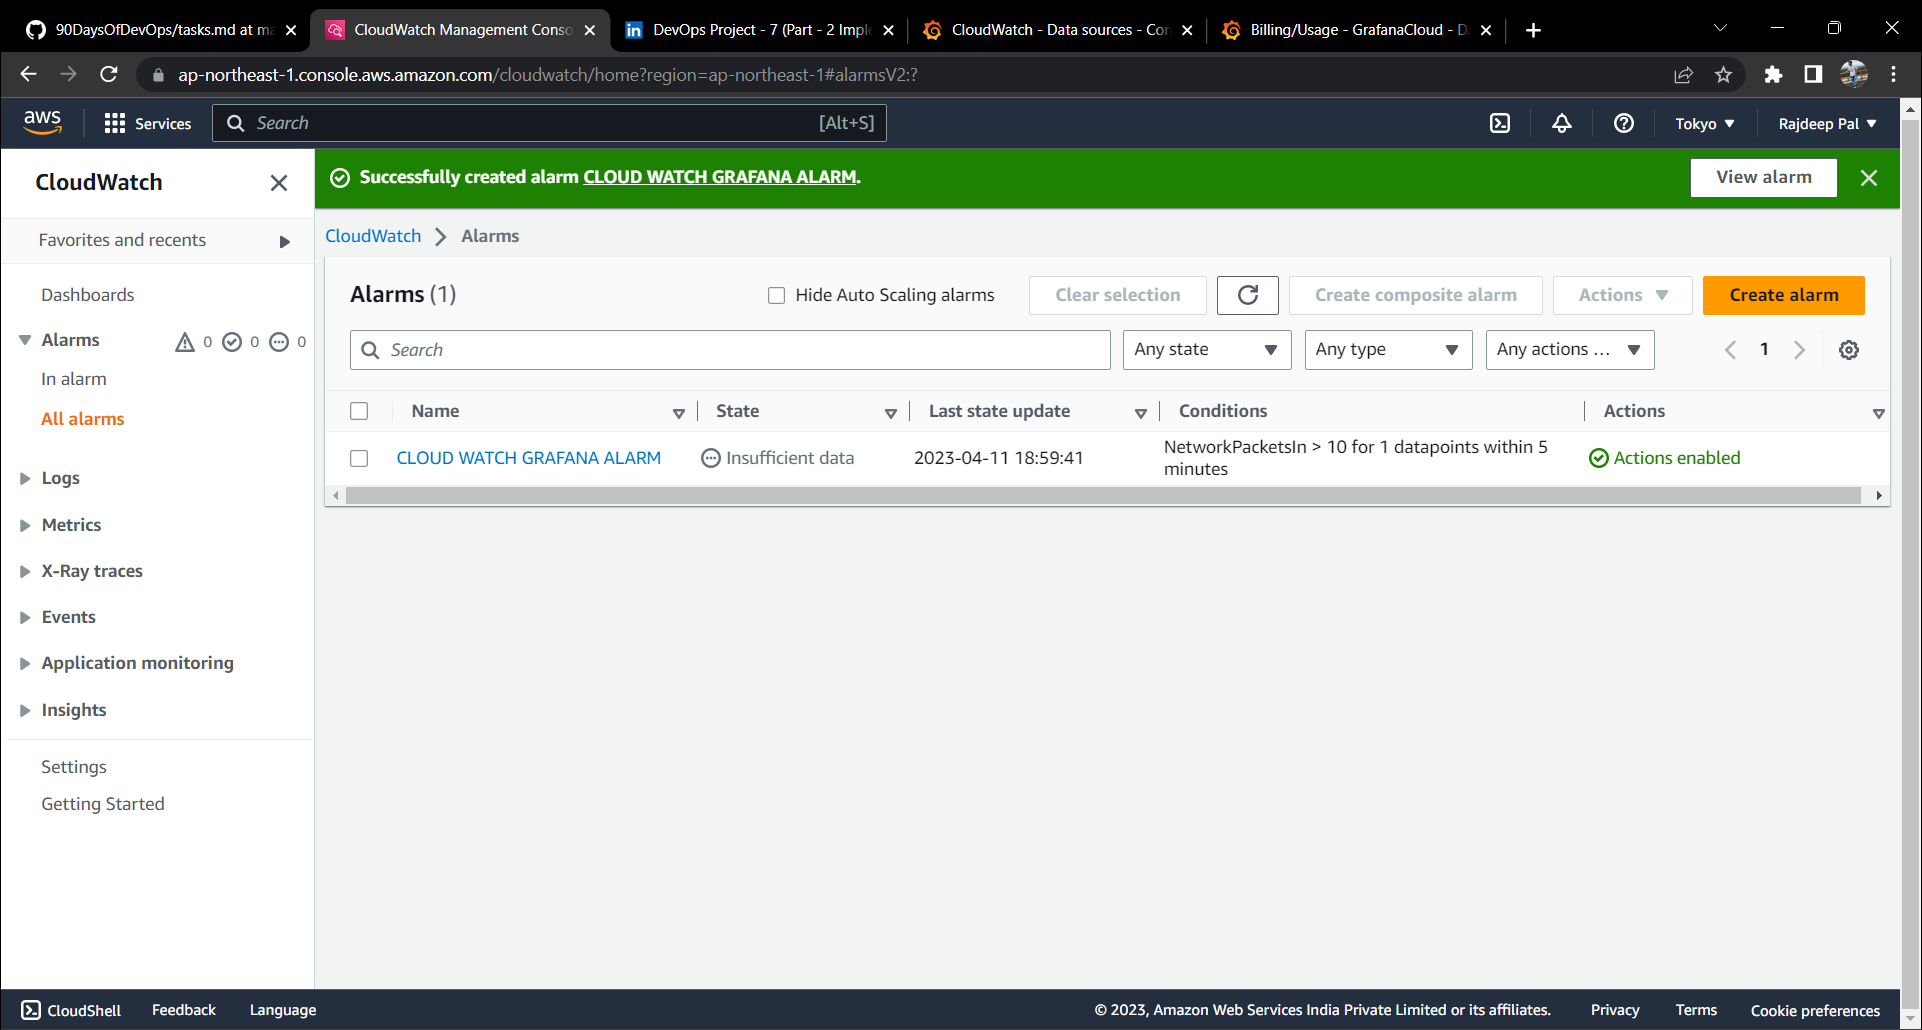 90DaysOfDevOps/tasks.md at ma
CloudWatch Management Conso
DevOps Project - 7 (Part - 2 Imple
CloudWatch - Data sources - Con
Billing/Usage - GrafanaCloud - D
ap-northeast-1.console.aws.amazon.com/cloudwatch/home?region=ap-northeast-1#alarmsV2:?
aws
Services
Search
[Alt+S]
Tokyo
Rajdeep Pal
CloudWatch
Successfully created alarm CLOUD WATCH GRAFANA ALARM.
View alarm
Favorites and recents
CloudWatch
Alarms
Dashboards
Alarms (1)
Hide Auto Scaling alarms
Clear selection
Create composite alarm
Actions
Create alarm
Alarms 0 0 0
Search
Any state
Any type
Any actions ...
1
In alarm
All alarms
Name
State
Last state update
Conditions
Actions
CLOUD WATCH GRAFANA ALARM
Insufficient data
2023-04-11 18:59:41
NetworkPacketsIn > 10 for 1 datapoints within 5
minutes
Actions enabled
Logs
Metrics
X-Ray traces
Events
Application monitoring
Insights
Settings
Getting Started
CloudShell
Feedback
Language
© 2023, Amazon Web Services India Private Limited or its affiliates.
Privacy
Terms
Cookie preferences